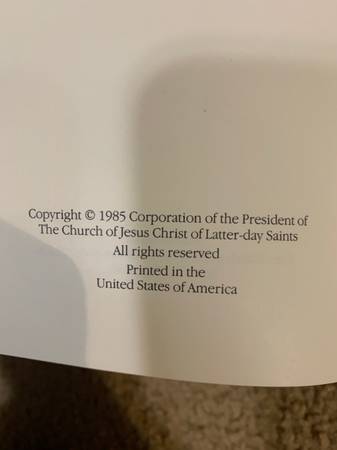 Copyright © 1985 Corporation of the President of
The Church of Jesus Christ of Latter-day Saints
All rights reserved
Printed in the
United States of America